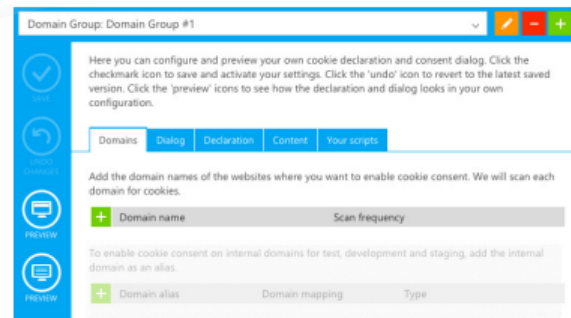 Domain Group: Domain Group #1
Here you can configure and preview your own cookie declaration and consent dialog. Click the
checkmark icon to save and activate your settings. Click the 'undo' icon to revert to the latest saved
version. Click the 'preview' icons to see how the declaration and dialog looks in your own
configuration.
SAVE
Domains Dialog Declaration Content Your scripts
UNDO
CHANGES
Add the domain names of the websites where you want to enable cookie consent. We will scan each
domain for cookies.
Domain name Scan frequency
PREVIEW
To enable cookie consent on internal domains for test, development and staging, add the internal
domain as an alias.
Domain alias Domain mapping Type
PREVIEW